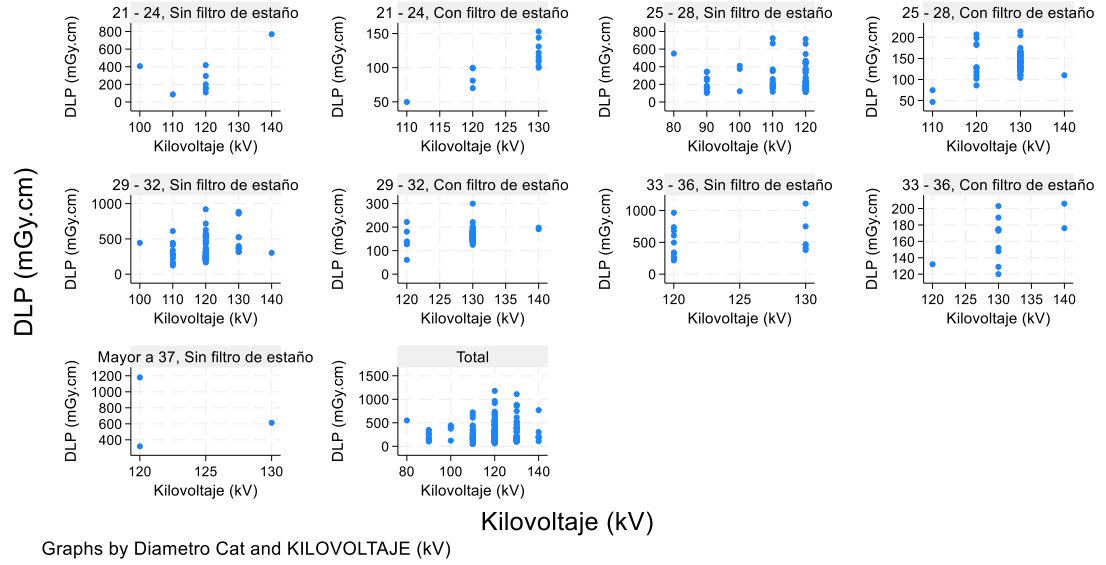 21 - 24, Sin filtro de estaño
DLP (mGy.cm)
800
600
400
200
0
100 110 120 130 140
Kilovoltaje (kV)
21 - 24, Con filtro de estaño
DLP (mGy.cm)
150
100
50
110 115 120 125 130
Kilovoltaje (kV)
25 - 28, Sin filtro de estaño
DLP (mGy.cm)
800
600
400
200
0
80 90 100 110 120
Kilovoltaje (kV)
25 - 28, Con filtro de estaño
DLP (mGy.cm)
200
150
100
50
110 120 130 140
Kilovoltaje (kV)
DLP (mGy.cm)
29 - 32, Sin filtro de estaño
DLP (mGy.cm)
1000
500
0
100 110 120 130 140
Kilovoltaje (kV)
29 - 32, Con filtro de estaño
DLP (mGy.cm)
300
200
100
0
120 125 130 135 140
Kilovoltaje (kV)
33 - 36, Sin filtro de estaño
DLP (mGy.cm)
1000
500
0
120 125 130
Kilovoltaje (kV)
33 - 36, Con filtro de estaño
DLP (mGy.cm)
200
180
160
140
120
120 125 130 135 140
Kilovoltaje (kV)
Mayor a 37, Sin filtro de estaño
DLP (mGy.cm)
1200
1000
800
600
400
120 125 130
Kilovoltaje (kV)
Total
DLP (mGy.cm)
1500
1000
500
0
80 100 120 140
Kilovoltaje (kV)
Kilovoltaje (kV)
Graphs by Diametro Cat and KILOVOLTAJE (kV)